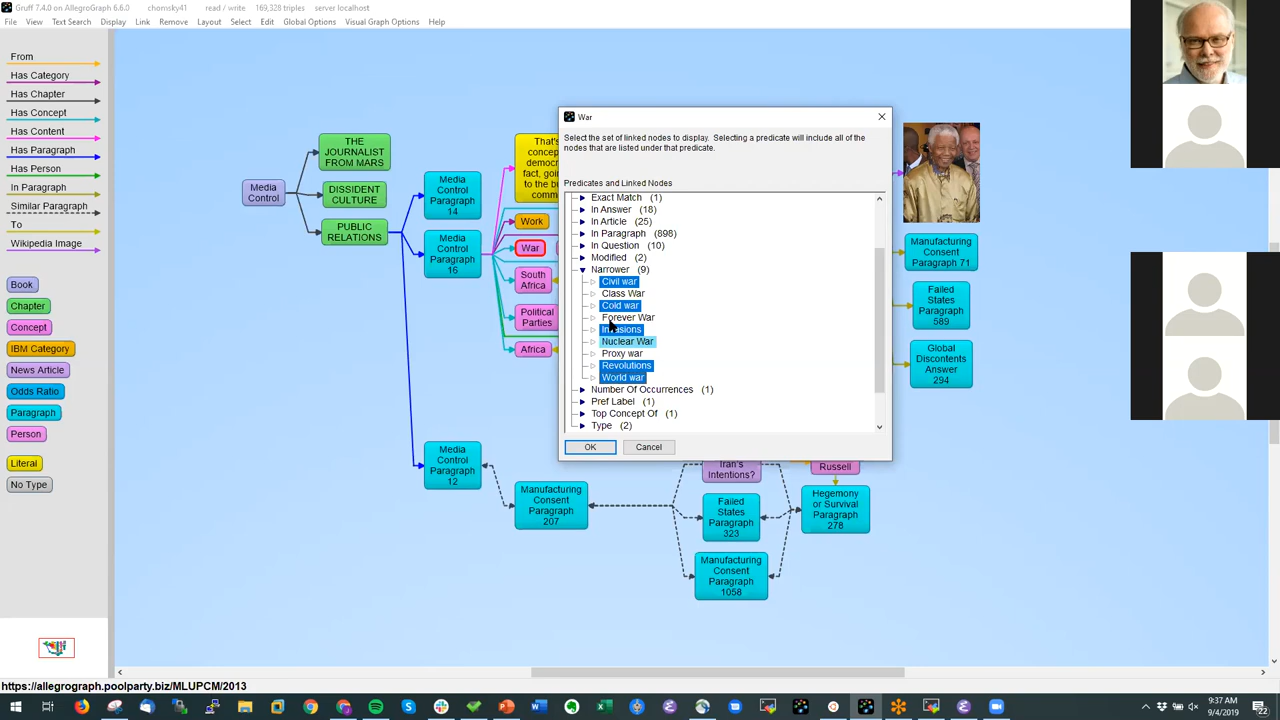 Gruff 7.4.0 on AllegroGraph 6.6.0 chomsky41 read / write 169,328 triples server localhost
File View Text Search Display Link Remove Layout Select Edit Global Options Visual Graph Options Help
From
Has Category
Has Chapter
Has Concept
Has Content
Has Paragraph
Has Person
In Paragraph
Similar Paragraph
To
Wikipedia Image
Book
Chapter
Concept
IBM Category
News Article
Odds Ratio
Paragraph
Person
Literal
No Type
Media
Control
THE
JOURNALIST
FROM MARS
DISSIDENT
CULTURE
PUBLIC
RELATIONS
Media
Control
Paragraph
14
Media
Control
Paragraph
16
Media
Control
Paragraph
12
That's
concep
democr
fact, goin
to the bu
comm
Work
War
South
Africa
Political
Parties
Africa
Manufacturing
Consent
Paragraph
207
War
Select the set of linked nodes to display. Selecting a predicate will include all of the
nodes that are listed under that predicate.
Predicates and Linked Nodes
Exact Match (1)
In Answer (18)
In Article (25)
In Paragraph (898)
In Question (10)
Modified (2)
Narrower (9)
Civil war
Class War
Cold war
Forever War
Invasions
Nuclear War
Proxy war
Revolutions
World war
Number Of Occurrences (1)
Pref Label (1)
Top Concept Of (1)
Type (2)
OK Cancel
Iran's
Intentions?
Failed
States
Paragraph
323
Manufacturing
Consent
Paragraph
1058
Russell
Hegemony
or Survival
Paragraph
278
Manufacturing
Consent
Paragraph 71
Failed
States
Paragraph
589
Global
Discontents
Answer
294
https://allegrograph.poolparty.biz/MLUPCM/2013
9:37 AM
9/4/2019
22